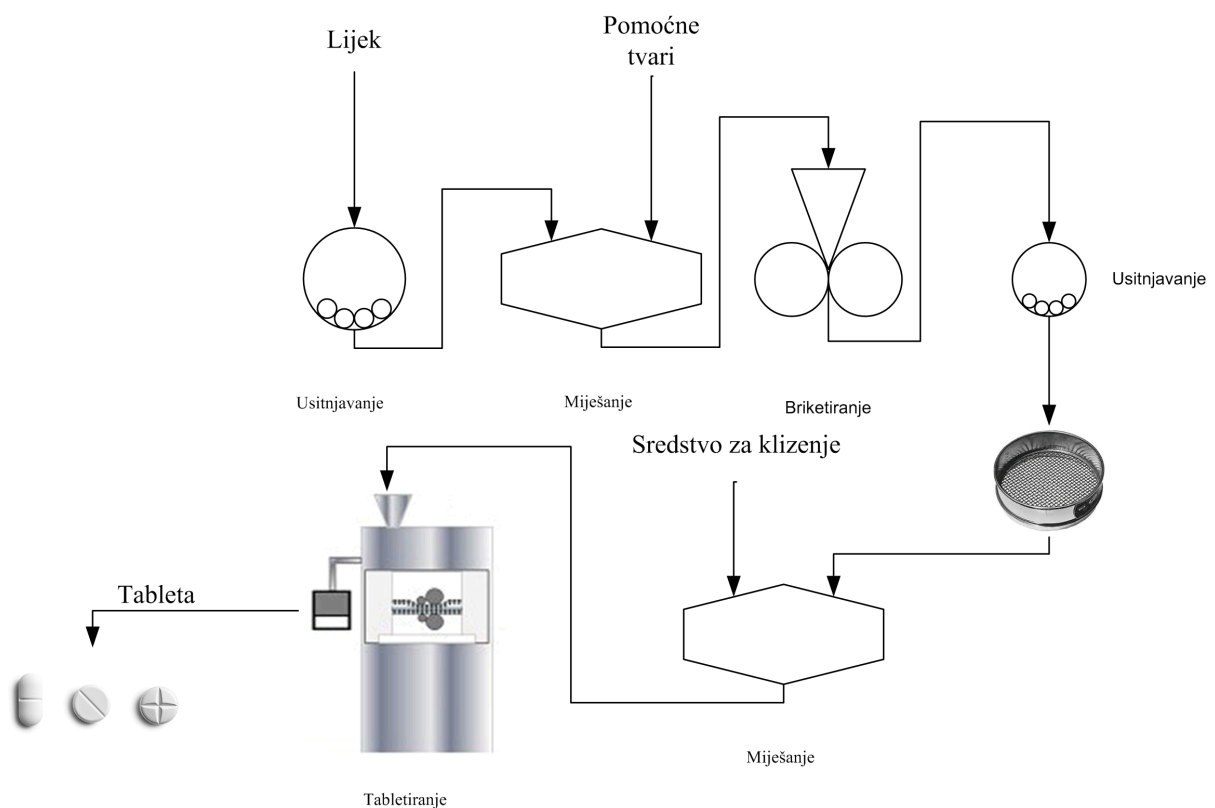 Lijek
Pomoćne
tvari
Usitnjavanje
Usitnjavanje
Miješanje
Briketiranje
Sredstvo za klizenje
Tableta
Miješanje
Tabletiranje